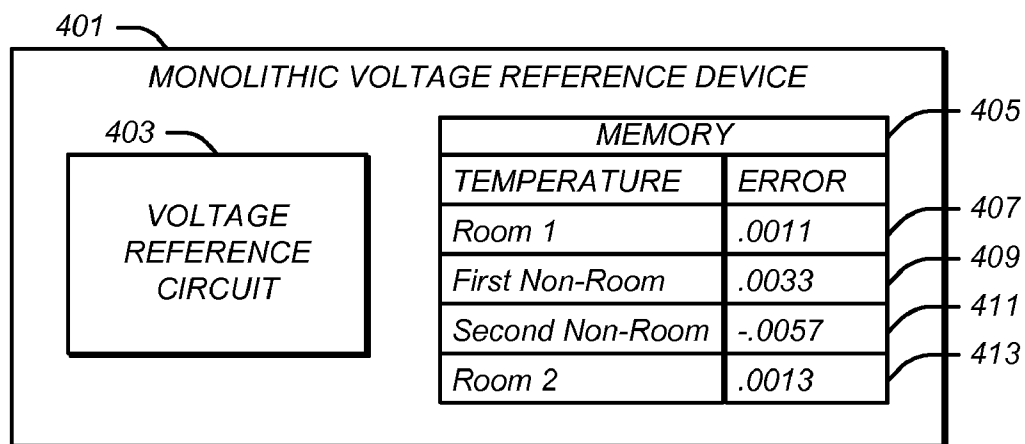 401
MONOLITHIC VOLTAGE REFERENCE DEVICE
403
VOLTAGE
REFERENCE
CIRCUIT
405
MEMORY
TEMPERATURE ERROR
Room 1 .0011 407
First Non-Room .0033 409
Second Non-Room -.0057 411
Room 2 .0013 413